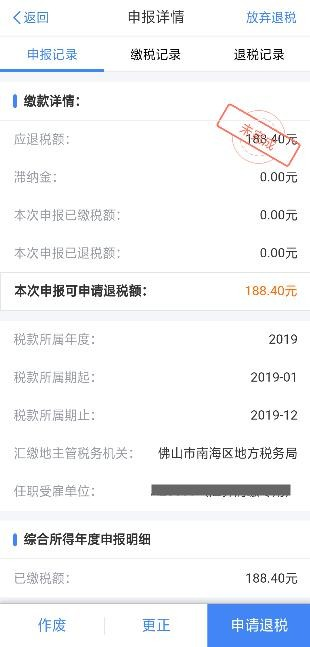 返回 申报详情 放弃退税
申报记录 缴税记录 退税记录
缴款详情：
应退税额： 188.40元
未完成
滞纳金： 0.00元
本次申报已缴税额： 0.00元
本次申报已退税额： 0.00元
本次申报可申请退税额： 188.40元
税款所属年度： 2019
税款所属期起： 2019-01
税款所属期止： 2019-12
汇缴地主管税务机关： 佛山市南海区地方税务局
任职受雇单位：
综合所得年度申报明细
已缴税额： 188.40元
作废 更正 申请退税